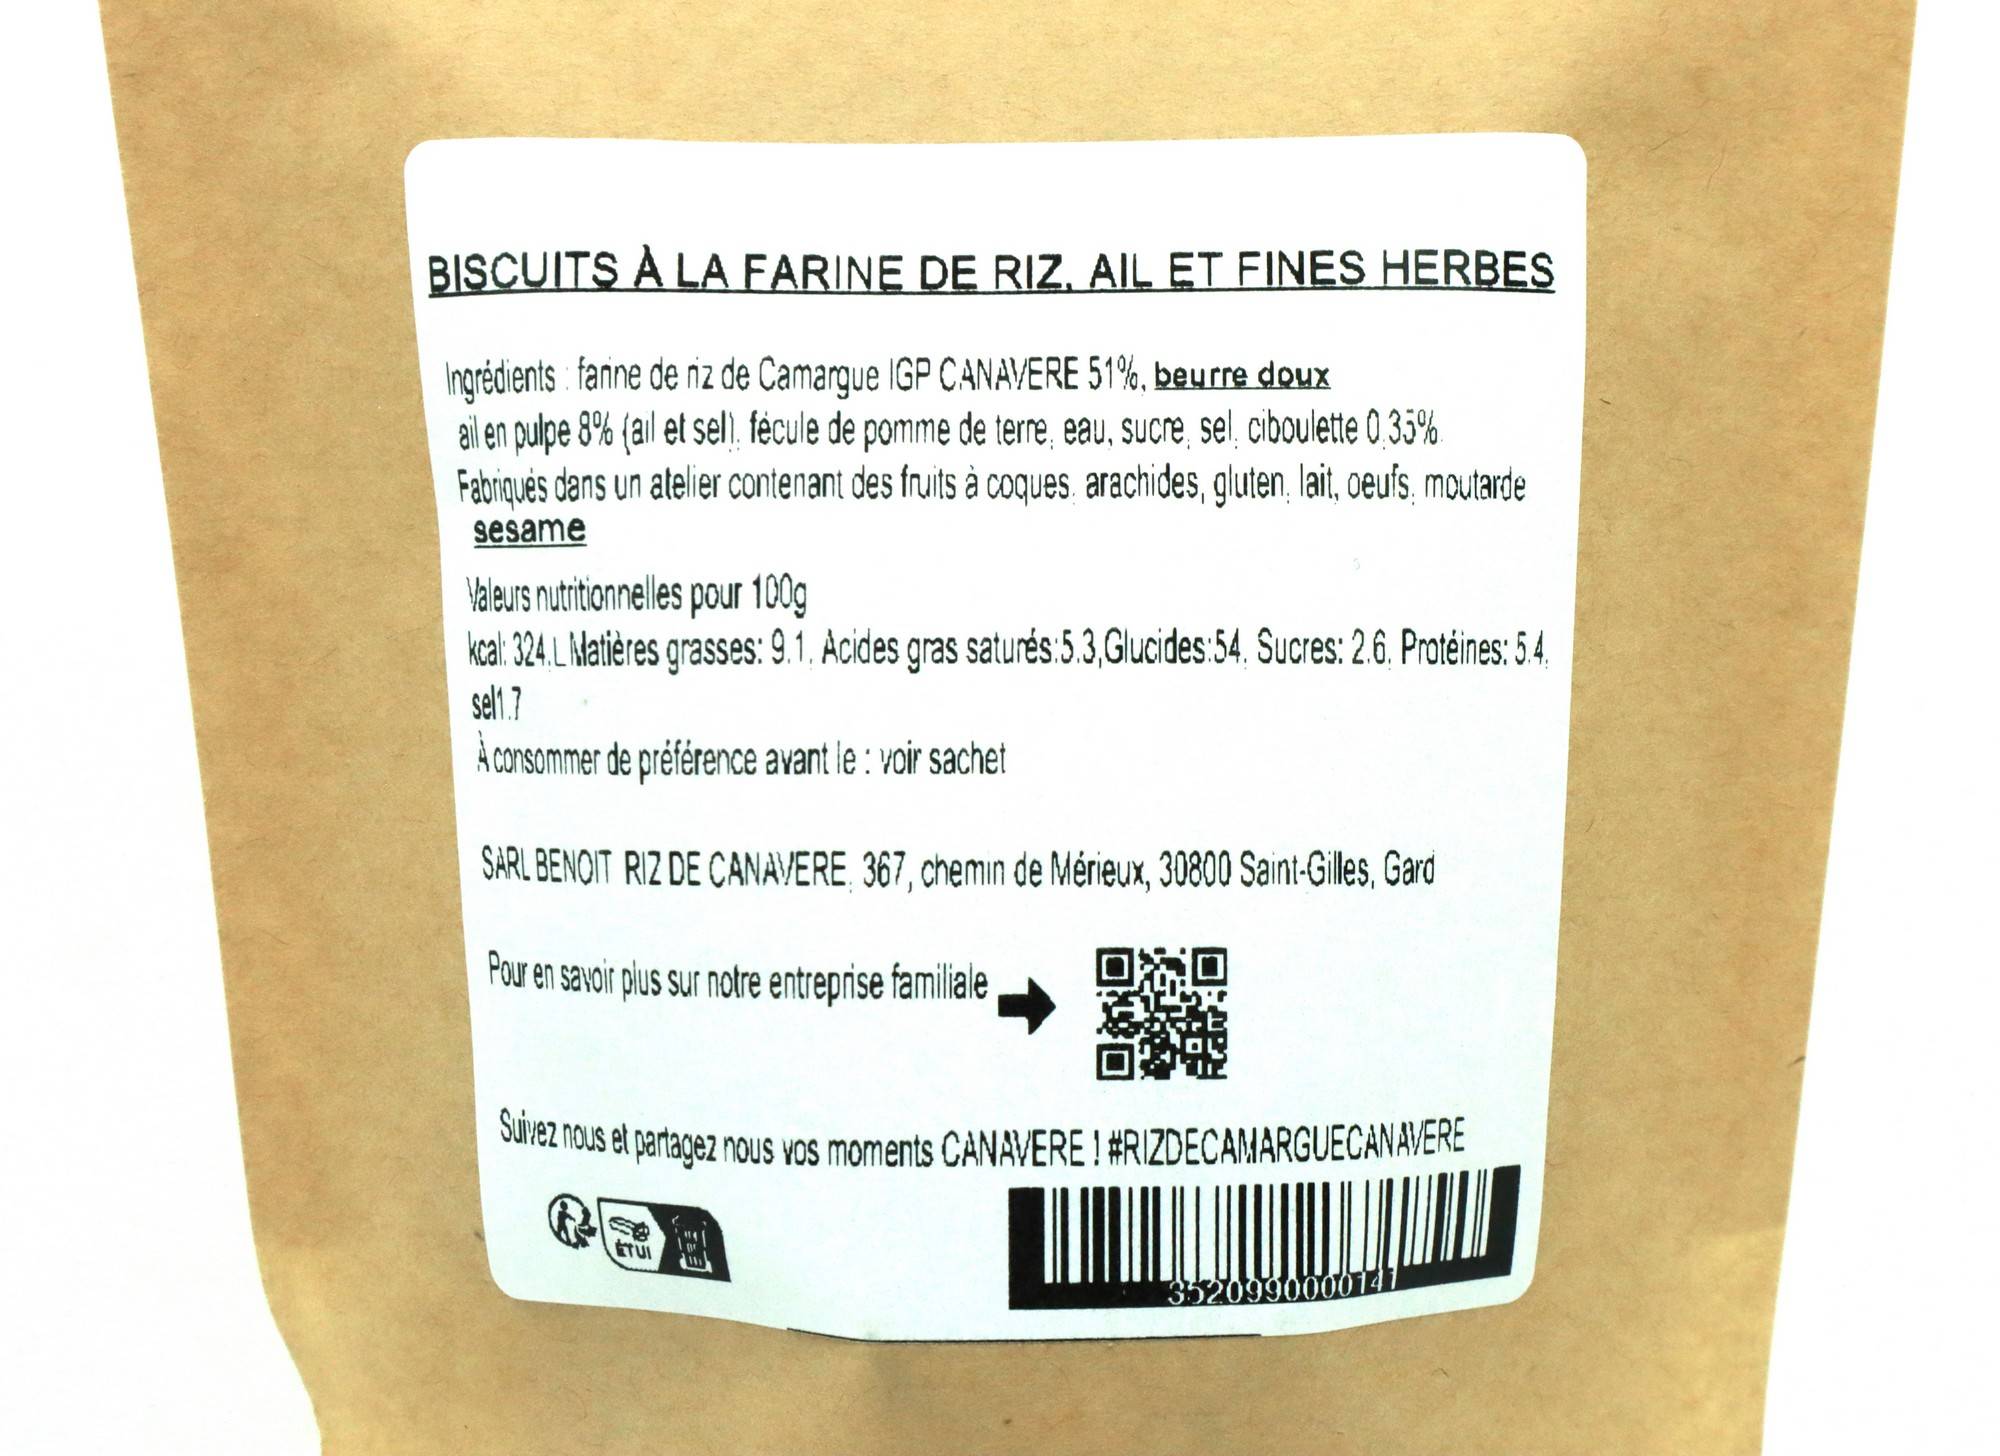 BISCUITS À LA FARINE DE RIZ, AIL ET FINES HERBES
Ingrédients : farine de riz de Camargue IGP CANAVERE 51%, beurre doux
ail en pulpe 8% (ail et sel), fécule de pomme de terre, eau, sucre, sel, ciboulette 0,35%.
Fabriqués dans un atelier contenant des fruits à coques, arachides, gluten, lait, oeufs, moutarde
sesame
Valeurs nutritionnelles pour 100g
kcal: 324.L Matières grasses: 9.1, Acides gras saturés:5.3,Glucides:54, Sucres: 2.6, Protéines: 5.4,
sel1.7
À consommer de préférence avant le : voir sachet
SARL BENOIT RIZ DE CANAVERE, 367, chemin de Mérieux, 30800 Saint-Gilles, Gard
Pour en savoir plus sur notre entreprise familiale
Suivez nous et partagez nous vos moments CANAVERE ! #RIZDECAMARGUECANAVERE
ÉTUI
3520990000141